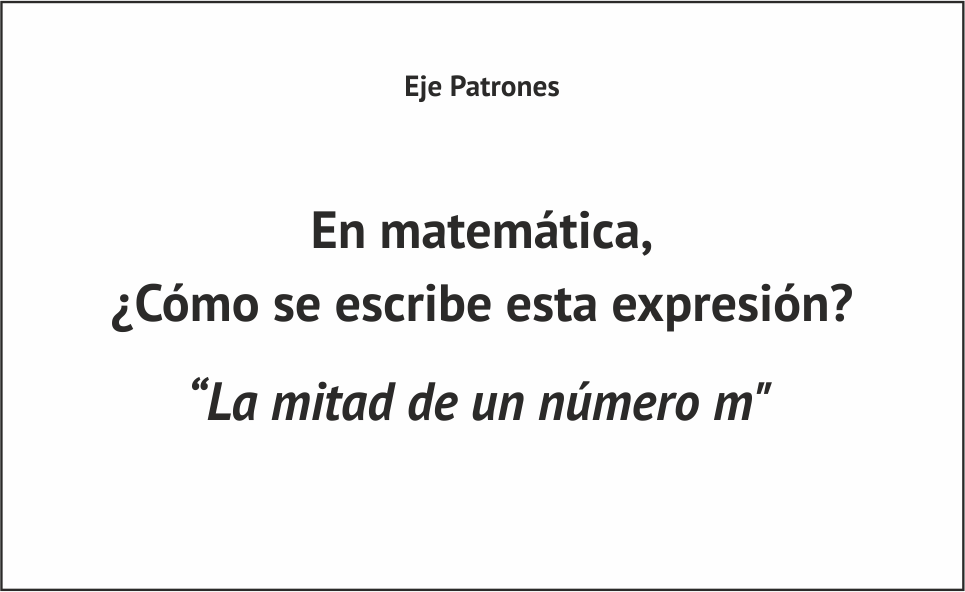 Eje Patrones
En matemática,
¿Cómo se escribe esta expresión?
“La mitad de un número m"